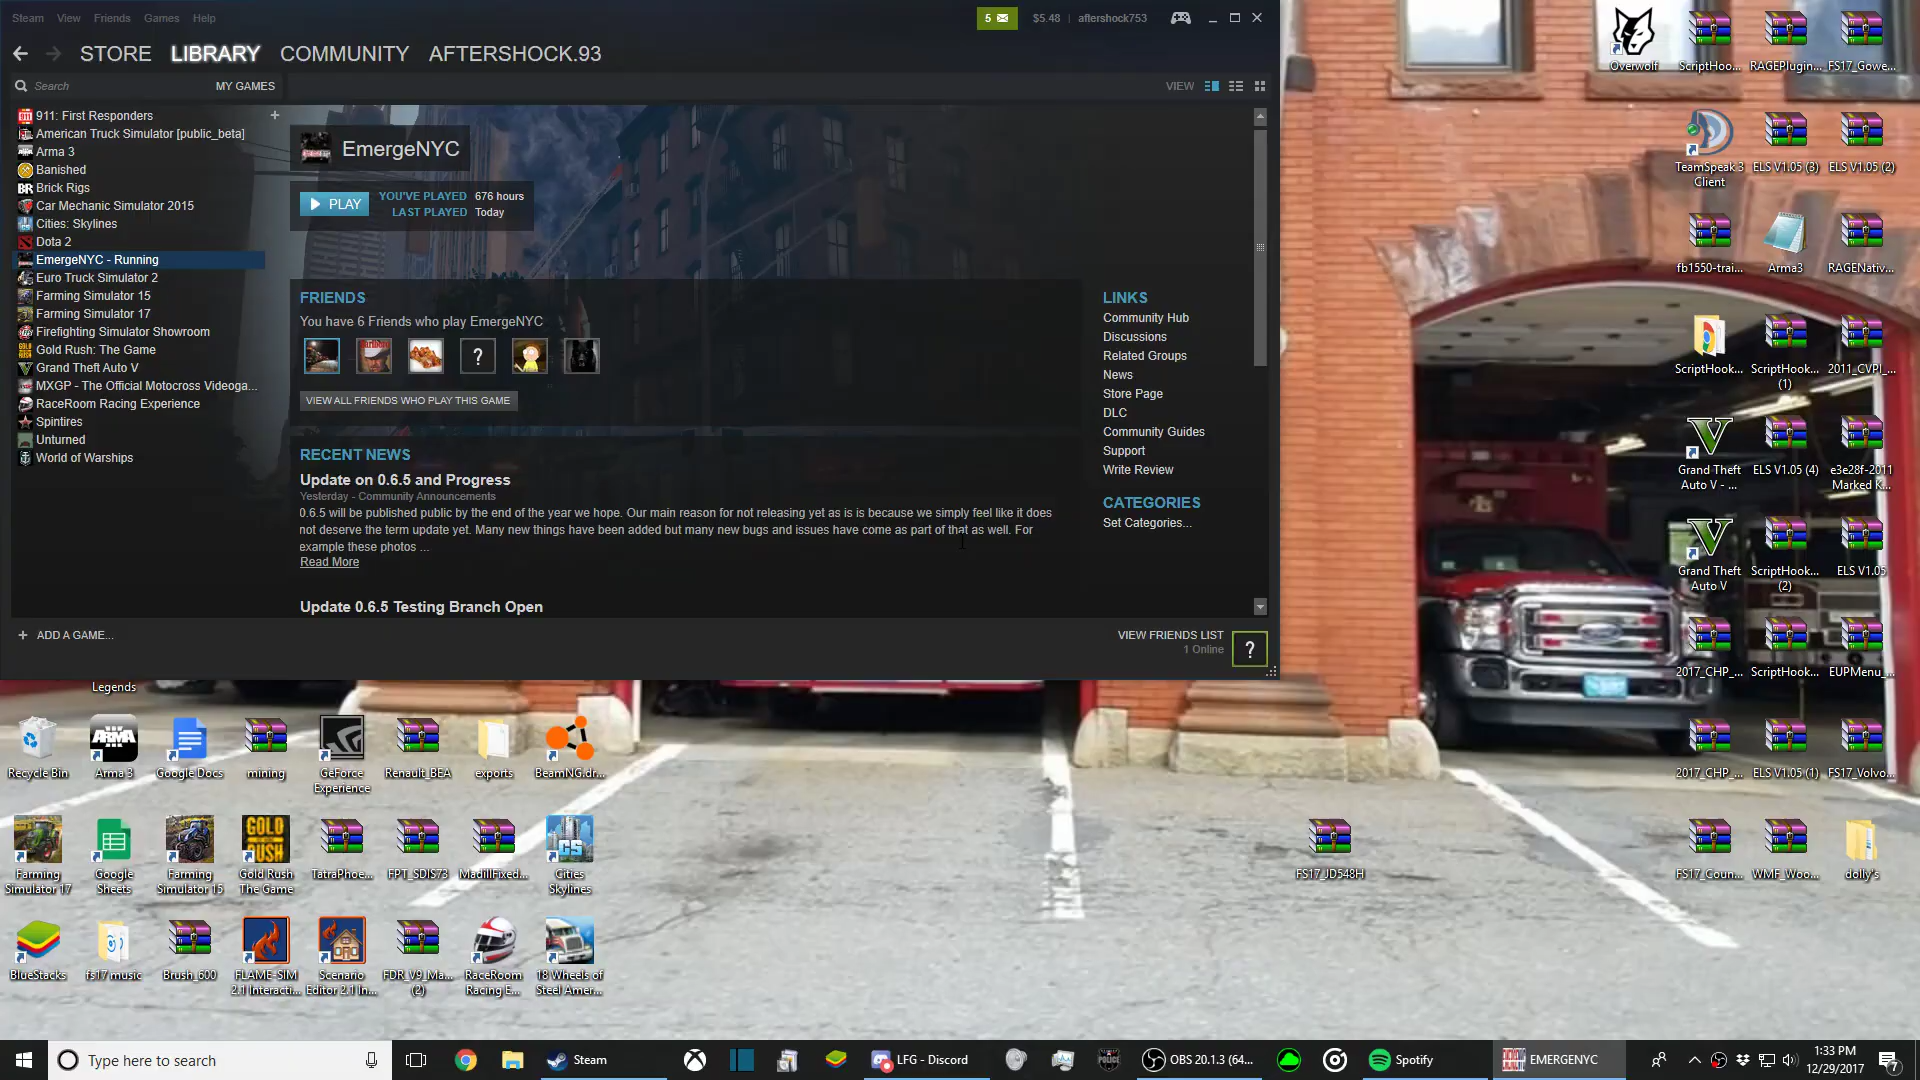 Steam View Friends Games Help
5 $5.48 | aftershock753
STORE LIBRARY COMMUNITY AFTERSHOCK.93
Search MY GAMES VIEW
911: First Responders +
American Truck Simulator [public_beta]
Arma 3
Banished
Brick Rigs
Car Mechanic Simulator 2015
Cities: Skylines
Dota 2
EmergeNYC - Running
Euro Truck Simulator 2
Farming Simulator 15
Farming Simulator 17
Firefighting Simulator Showroom
Gold Rush: The Game
Grand Theft Auto V
MXGP - The Official Motocross Videoga...
RaceRoom Racing Experience
Spintires
Unturned
World of Warships
+ ADD A GAME...
EmergeNYC
PLAY YOU'VE PLAYED 676 hours
LAST PLAYED Today
FRIENDS
You have 6 Friends who play EmergeNYC
?
VIEW ALL FRIENDS WHO PLAY THIS GAME
RECENT NEWS
Update on 0.6.5 and Progress
Yesterday - Community Announcements
0.6.5 will be published public by the end of the year we hope. Our main reason for not releasing yet as is is because we simply feel like it does
not deserve the term update yet. Many new things have been added but many new bugs and issues have come as part of that as well. For
example these photos ...
Read More
Update 0.6.5 Testing Branch Open
LINKS
Community Hub
Discussions
Related Groups
News
Store Page
DLC
Community Guides
Support
Write Review
CATEGORIES
Set Categories...
VIEW FRIENDS LIST
1 Online
?
Overwolf ScriptHoo... RAGEPlugin... FS17_Gowe...
TeamSpeak 3 Client ELS V1.05 (3) ELS V1.05 (2)
fb1550-trai... Arma3 RAGENativ...
ScriptHook... ScriptHook... (1) 2011_CVPI_...
Grand Theft Auto V - ... ELS V1.05 (4) e3e28f-2011 Marked K...
Grand Theft Auto V ScriptHook... (2) ELS V1.05
2017_CHP_... ScriptHook... EUPMenu_...
2017_CHP_... ELS V1.05 (1) FS17_Volvo...
FS17_JD548H FS17_Coun... WMF_Woo... dolly's
Legends
Recycle Bin Arma 3 Google Docs mining GeForce Experience Renault_BEA exports BeamNG.dr...
Farming Simulator 17 Google Sheets Farming Simulator 15 Gold Rush The Game TatraPhoe... FPT_SDIS73 MadillFixed... Cities Skylines
BlueStacks fs17 music Brush_600 FLAME-SIM 2.1 Interacti... Scenario Editor 2.1 In... FDR_V9_Ma... (2) RaceRoom Racing E... 18 Wheels of Steel Amer...
Type here to search Steam LFG - Discord OBS 20.1.3 (64... Spotify EMERGENYC
1:33 PM
12/29/2017
7